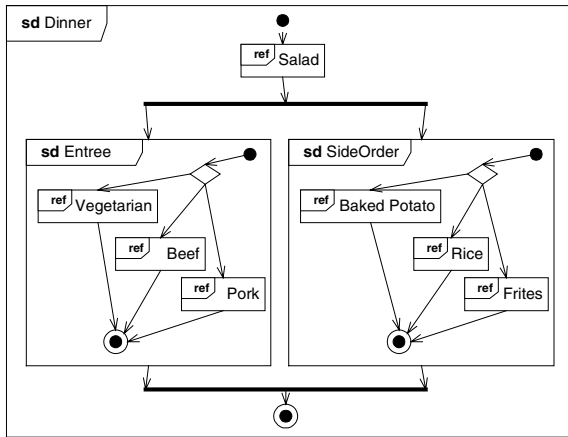 sd Dinner
ref Salad
sd Entree
ref Vegetarian
ref Beef
ref Pork
sd SideOrder
ref Baked Potato
ref Rice
ref Frites